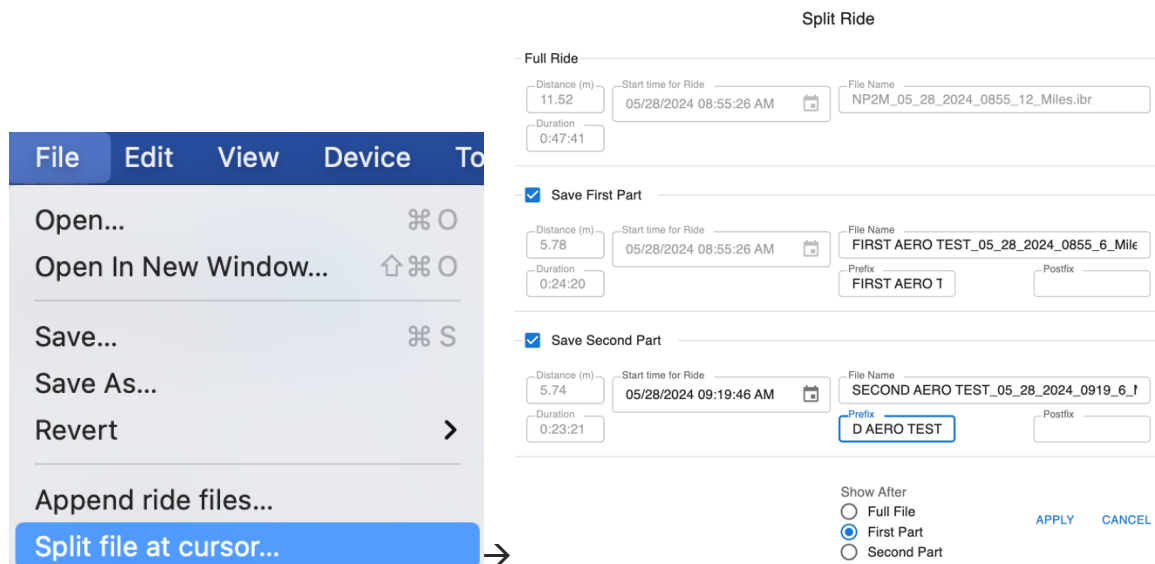 File Edit View Device To
Open... ⌘ O
Open In New Window... ⇧⌘ O
Save... ⌘ S
Save As...
Revert
Append ride files...
Split file at cursor...
→
Split Ride
Full Ride
Distance (m) Start time for Ride File Name
11.52 05/28/2024 08:55:26 AM NP2M_05_28_2024_0855_12_Miles.ibr
Duration
0:47:41
Save First Part
Distance (m) Start time for Ride File Name
5.78 05/28/2024 08:55:26 AM FIRST AERO TEST_05_28_2024_0855_6_Mile
Duration Prefix Postfix
0:24:20 FIRST AERO T
Save Second Part
Distance (m) Start time for Ride File Name
5.74 05/28/2024 09:19:46 AM SECOND AERO TEST_05_28_2024_0919_6_M
Duration Prefix Postfix
0:23:21 D AERO TEST
Show After
Full File
First Part APPLY CANCEL
Second Part